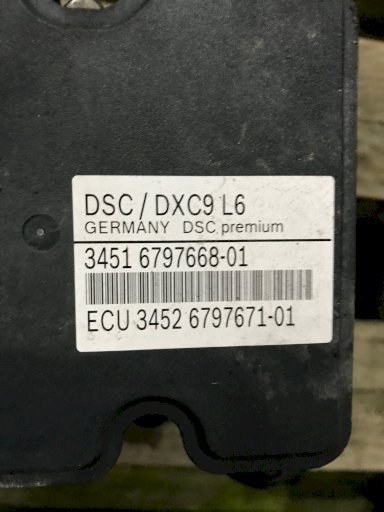 DSC / DXC9 L6
GERMANY DSC premium
3451 6797668-01
ECU 3452 6797671-01